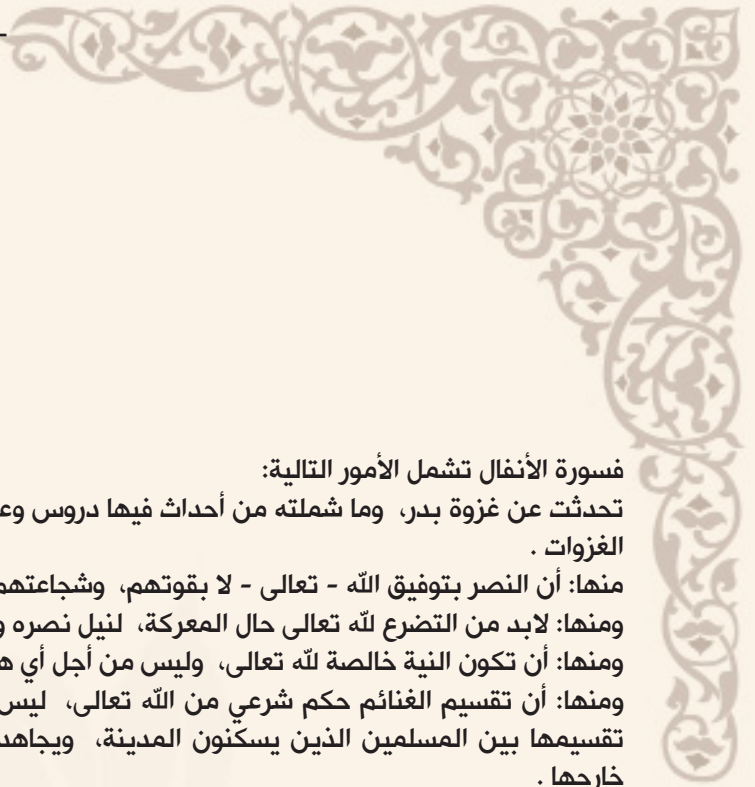 فسورة الأنفال تشمل الأمور التالية:
تحدثت عن غزوة بدر، وما شملته من أحداث فيها دروس
الغزوات .
منها: أن النصر بتوفيق الله - تعالى - لا بقوتهم، وشجاعتهم
ومنها: لابد من التضرع لله تعالى حال المعركة، لنيل نصره
ومنها: أن تكون النية خالصة لله تعالى، وليس من أجل أي
ومنها: أن تقسيم الغنائم حكم شرعي من الله تعالى، ليس
تقسيمها بين المسلمين الذين يسكنون المدينة،
خارجها .